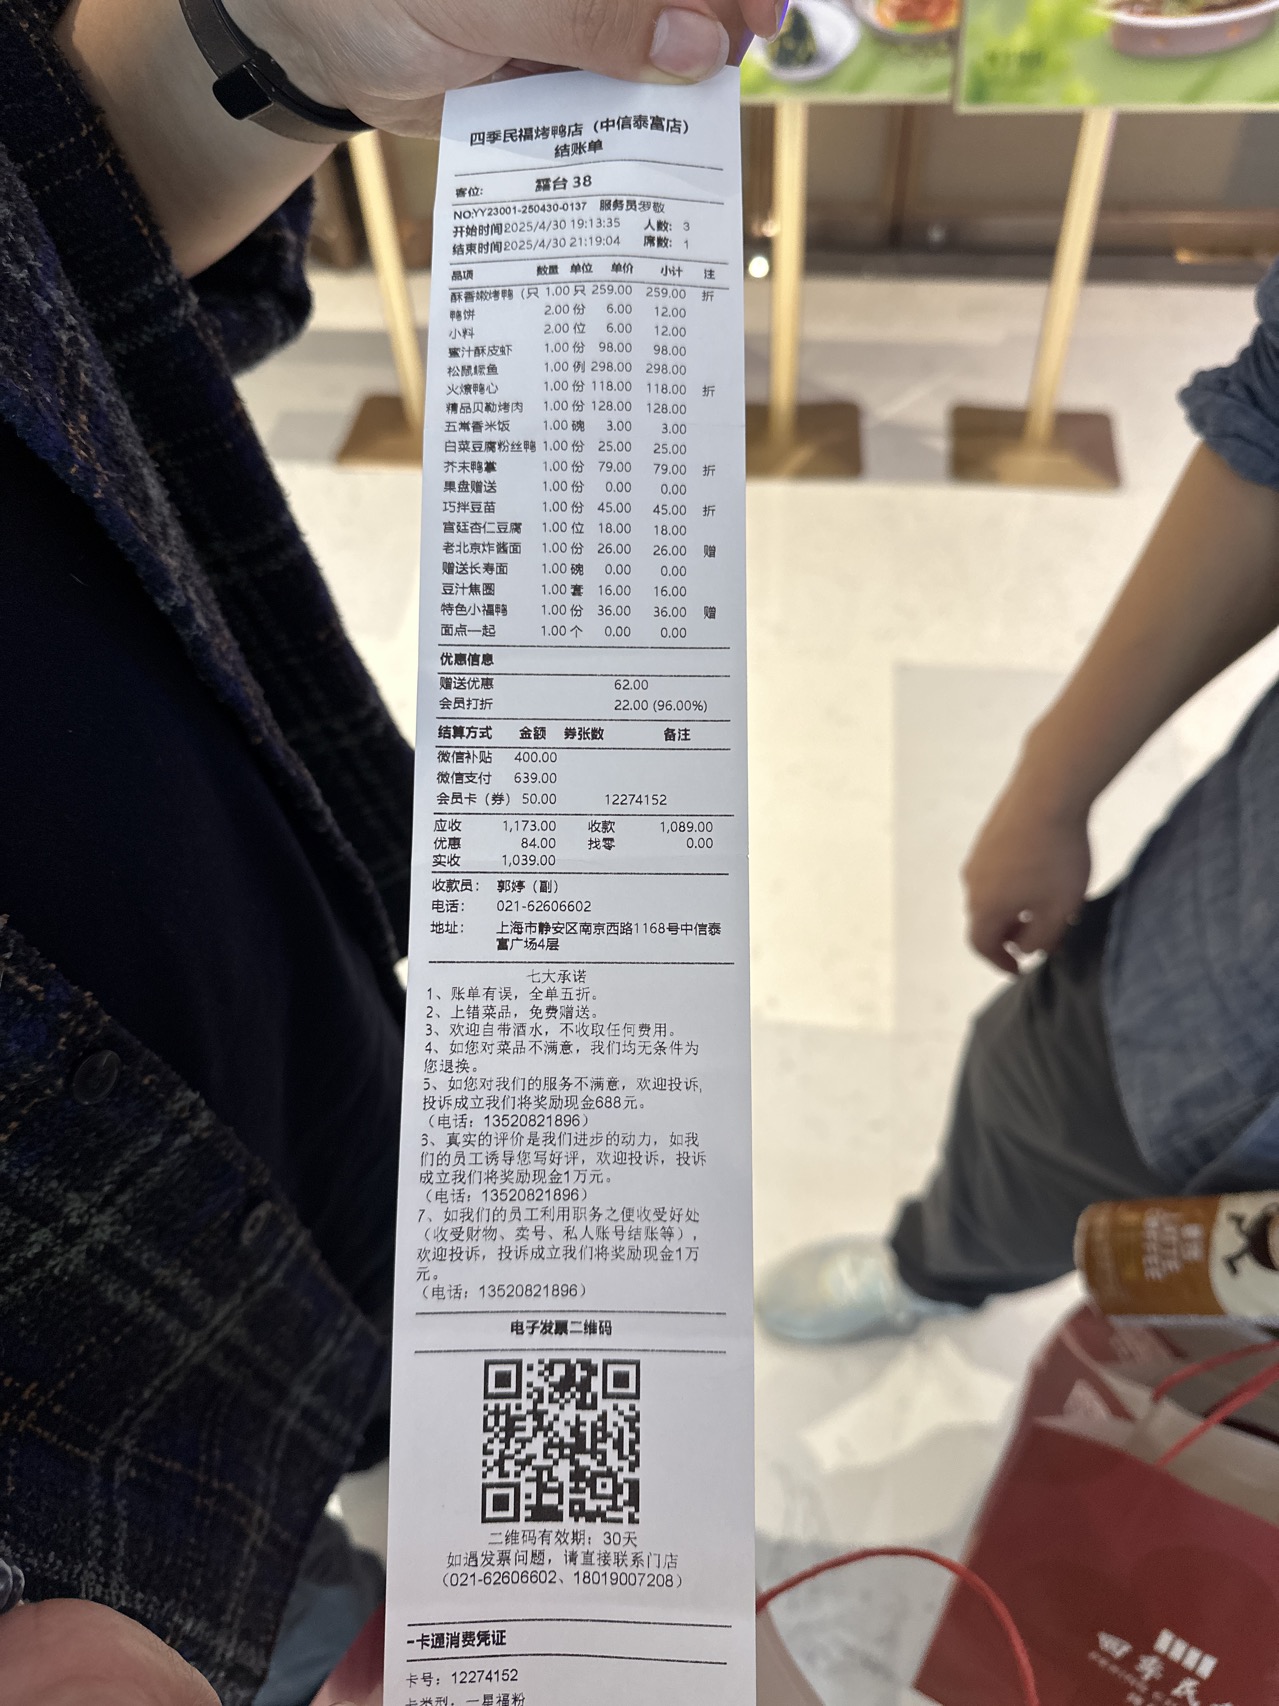 四季民福烤鸭店（中信泰富店）
结账单
客位: 露台 38
NO:YY23001-250430-0137 服务员罗敬
开始时间2025/4/30 19:13:35 人数: 3
结束时间2025/4/30 21:19:04 席数: 1
品项 数量 单位 单价 小计 注
酥香嫩烤鸭（只 1.00 只 259.00 259.00 折
鸭饼 2.00 份 6.00 12.00
小料 2.00 位 6.00 12.00
蜜汁酥皮虾 1.00 份 98.00 98.00
松鼠鳜鱼 1.00 例 298.00 298.00
火燎鸭心 1.00 份 118.00 118.00 折
精品贝勒烤肉 1.00 份 128.00 128.00
五常香米饭 1.00 碗 3.00 3.00
白菜豆腐粉丝鸭 1.00 份 25.00 25.00
芥末鸭掌 1.00 份 79.00 79.00 折
果盘赠送 1.00 份 0.00 0.00
巧拌豆苗 1.00 份 45.00 45.00 折
宫廷杏仁豆腐 1.00 位 18.00 18.00
老北京炸酱面 1.00 份 26.00 26.00 赠
赠送长寿面 1.00 碗 0.00 0.00
豆汁焦圈 1.00 套 16.00 16.00
特色小福鸭 1.00 份 36.00 36.00 赠
面点一起 1.00 个 0.00 0.00
优惠信息
赠送优惠 62.00
会员打折 22.00 (96.00%)
结算方式 金额 券张数 备注
微信补贴 400.00
微信支付 639.00
会员卡（券） 50.00 12274152
应收 1,173.00 收款 1,089.00
优惠 84.00 找零 0.00
实收 1,039.00
收款员: 郭婷（副）
电话: 021-62606602
地址: 上海市静安区南京西路1168号中信泰
富广场4层
七大承诺
1、账单有误，全单五折。
2、上错菜品，免费赠送。
3、欢迎自带酒水，不收取任何费用。
4、如您对菜品不满意，我们均无条件为
您退换。
5、如您对我们的服务不满意，欢迎投诉，
投诉成立我们将奖励现金688元。
（电话：13520821896）
3、真实的评价是我们进步的动力，如我
们的员工诱导您写好评，欢迎投诉，投诉
成立我们将奖励现金1万元。
（电话：13520821896）
7、如我们的员工利用职务之便收受好处
（收受财物、卖号、私人账号结账等），
欢迎投诉，投诉成立我们将奖励现金1万
元。
（电话：13520821896）
电子发票二维码
二维码有效期：30天
如遇发票问题，请直接联系门店
（021-62606602、18019007208）
一卡通消费凭证
卡号：12274152
卡类型：一星福粉
四季民